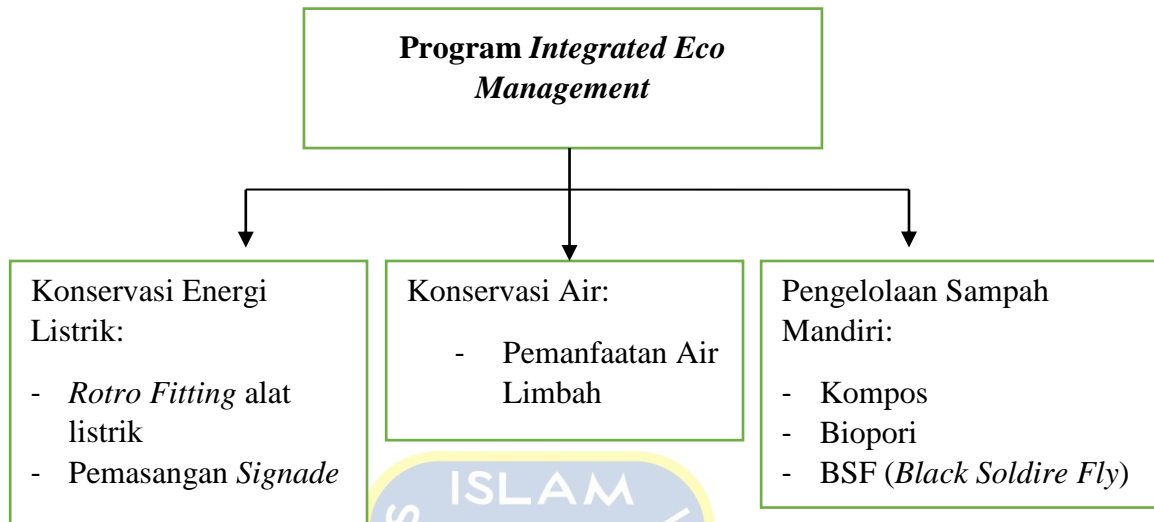 Program Integrated Eco
Management
Konservasi Energi
Listrik:
- Rotro Fitting alat
listrik
- Pemasangan Signade
Konservasi Air:
- Pemanfaatan Air
Limbah
Pengelolaan Sampah
Mandiri:
- Kompos
- Biopori
- BSF (Black Soldire Fly)
ISLAM